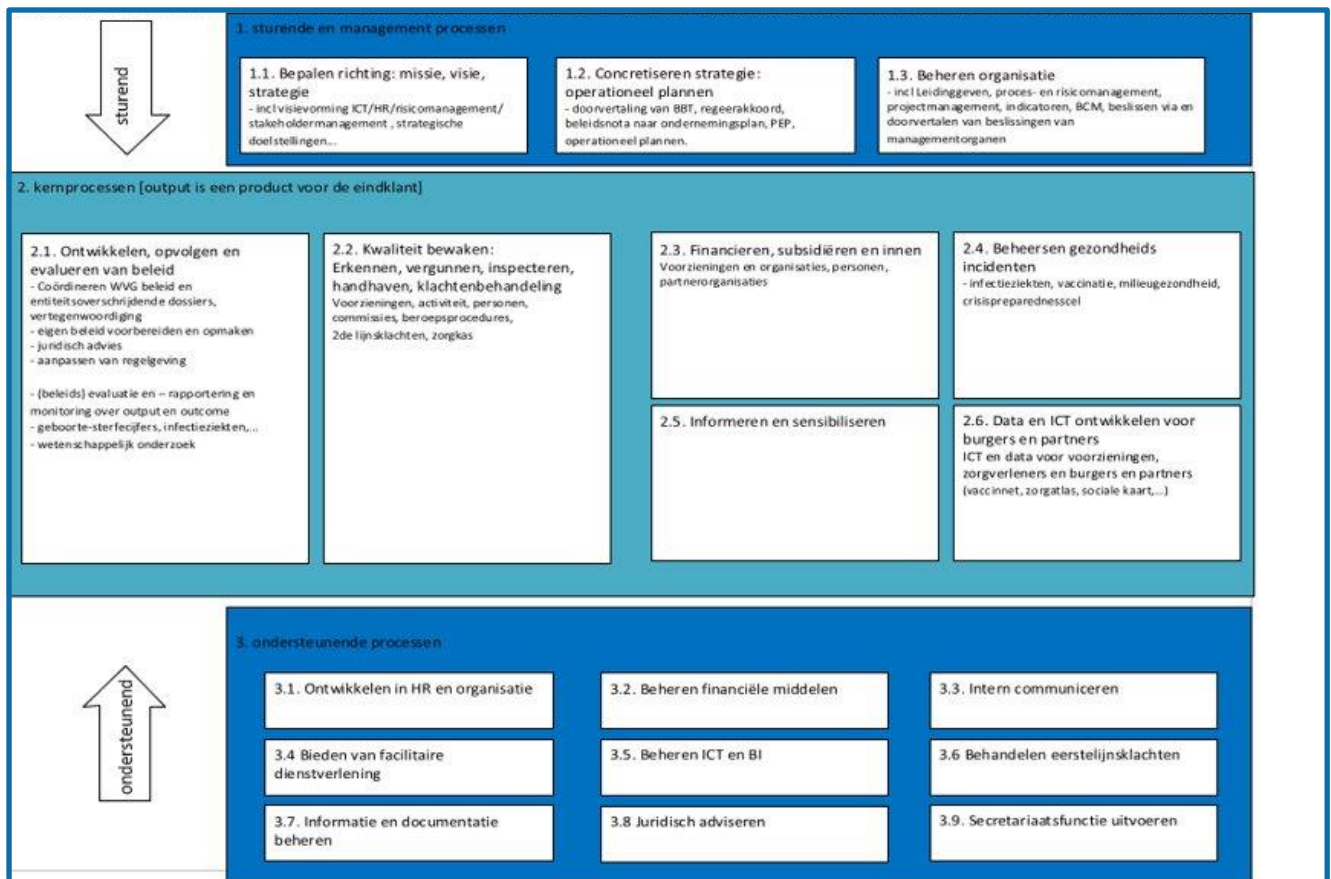 sturend
1. sturende en management processen
1.1. Bepalen richting: missie, visie,
strategie
- incl visievorming ICT/HR/risicomanagement/
stakeholdermanagement , strategische
doelstellingen...
1.2. Concretiseren strategie:
operationeel plannen
- doorvertaling van BBT, regeerakkoord,
beleidsnota naar ondernemingsplan, PEP,
operationeel plannen.
1.3. Beheren organisatie
- incl Leidinggeven, proces- en risicomanagement,
projectmanagement, indicatoren, BCM, beslissen via en
doorvertalen van beslissingen van
managementorganen
2. kernprocessen [output is een product voor de eindklant]
2.1. Ontwikkelen, opvolgen en
evalueren van beleid
- Coördineren WVG beleid en
entiteitsoverschrijdende dossiers,
vertegenwoordiging
- eigen beleid voorbereiden en opmaken
- juridisch advies
- aanpassen van regelgeving
- (beleids) evaluatie en – rapportering en
monitoring over output en outcome
- geboorte-sterfecijfers, infectieziekten,...
- wetenschappelijk onderzoek
2.2. Kwaliteit bewaken:
Erkennen, vergunnen, inspecteren,
handhaven, klachtenbehandeling
Voorzieningen, activiteit, personen,
commissies, beroepsprocedures,
2de lijnsklachten, zorgkas
2.3. Financieren, subsidiëren en innen
Voorzieningen en organisaties, personen,
partnerorganisaties
2.4. Beheersen gezondheids
incidenten
- infectieziekten, vaccinatie, milieugezondheid,
crisispreparednesscel
2.5. Informeren en sensibiliseren
2.6. Data en ICT ontwikkelen voor
burgers en partners
ICT en data voor voorzieningen,
zorgverleners en burgers en partners
(vaccinnet, zorgatlas, sociale kaart,...)
ondersteunend
3. ondersteunende processen
3.1. Ontwikkelen in HR en organisatie
3.2. Beheren financiële middelen
3.3. Intern communiceren
3.4 Bieden van facilitaire
dienstverlening
3.5. Beheren ICT en BI
3.6 Behandelen eerstelijnsklachten
3.7. Informatie en documentatie
beheren
3.8 Juridisch adviseren
3.9. Secretariaatsfunctie uitvoeren